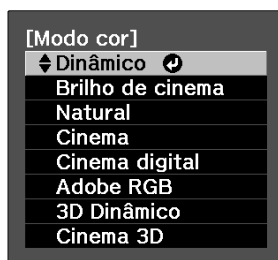 [Modo cor]
Dinâmico
Brilho de cinema
Natural
Cinema
Cinema digital
Adobe RGB
3D Dinâmico
Cinema 3D